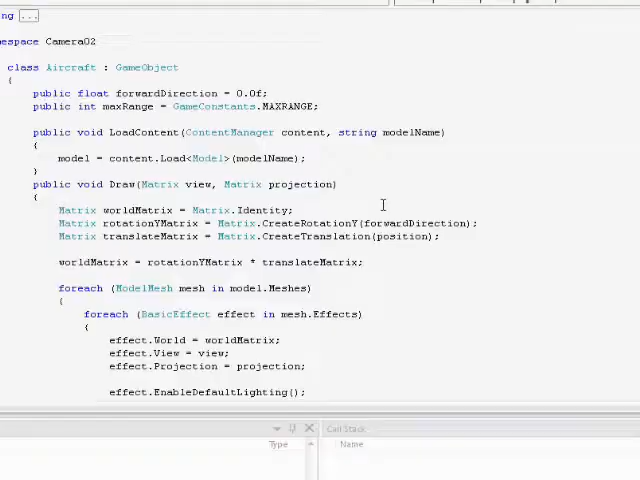 ng ...
espace Camera02
class Aircraft : GameObject
{
public float forwardDirection = 0.0f;
public int maxRange = GameConstants.MAXRANGE;
public void LoadContent(ContentManager content, string modelName)
{
model = content.Load<Model>(modelName);
}
public void Draw(Matrix view, Matrix projection)
{
Matrix worldMatrix = Matrix.Identity;
Matrix rotationYMatrix = Matrix.CreateRotationY(forwardDirection);
Matrix translateMatrix = Matrix.CreateTranslation(position);
worldMatrix = rotationYMatrix * translateMatrix;
foreach (ModelMesh mesh in model.Meshes)
{
foreach (BasicEffect effect in mesh.Effects)
{
effect.World = worldMatrix;
effect.View = view;
effect.Projection = projection;
effect.EnableDefaultLighting();
Call Stack
Type Name